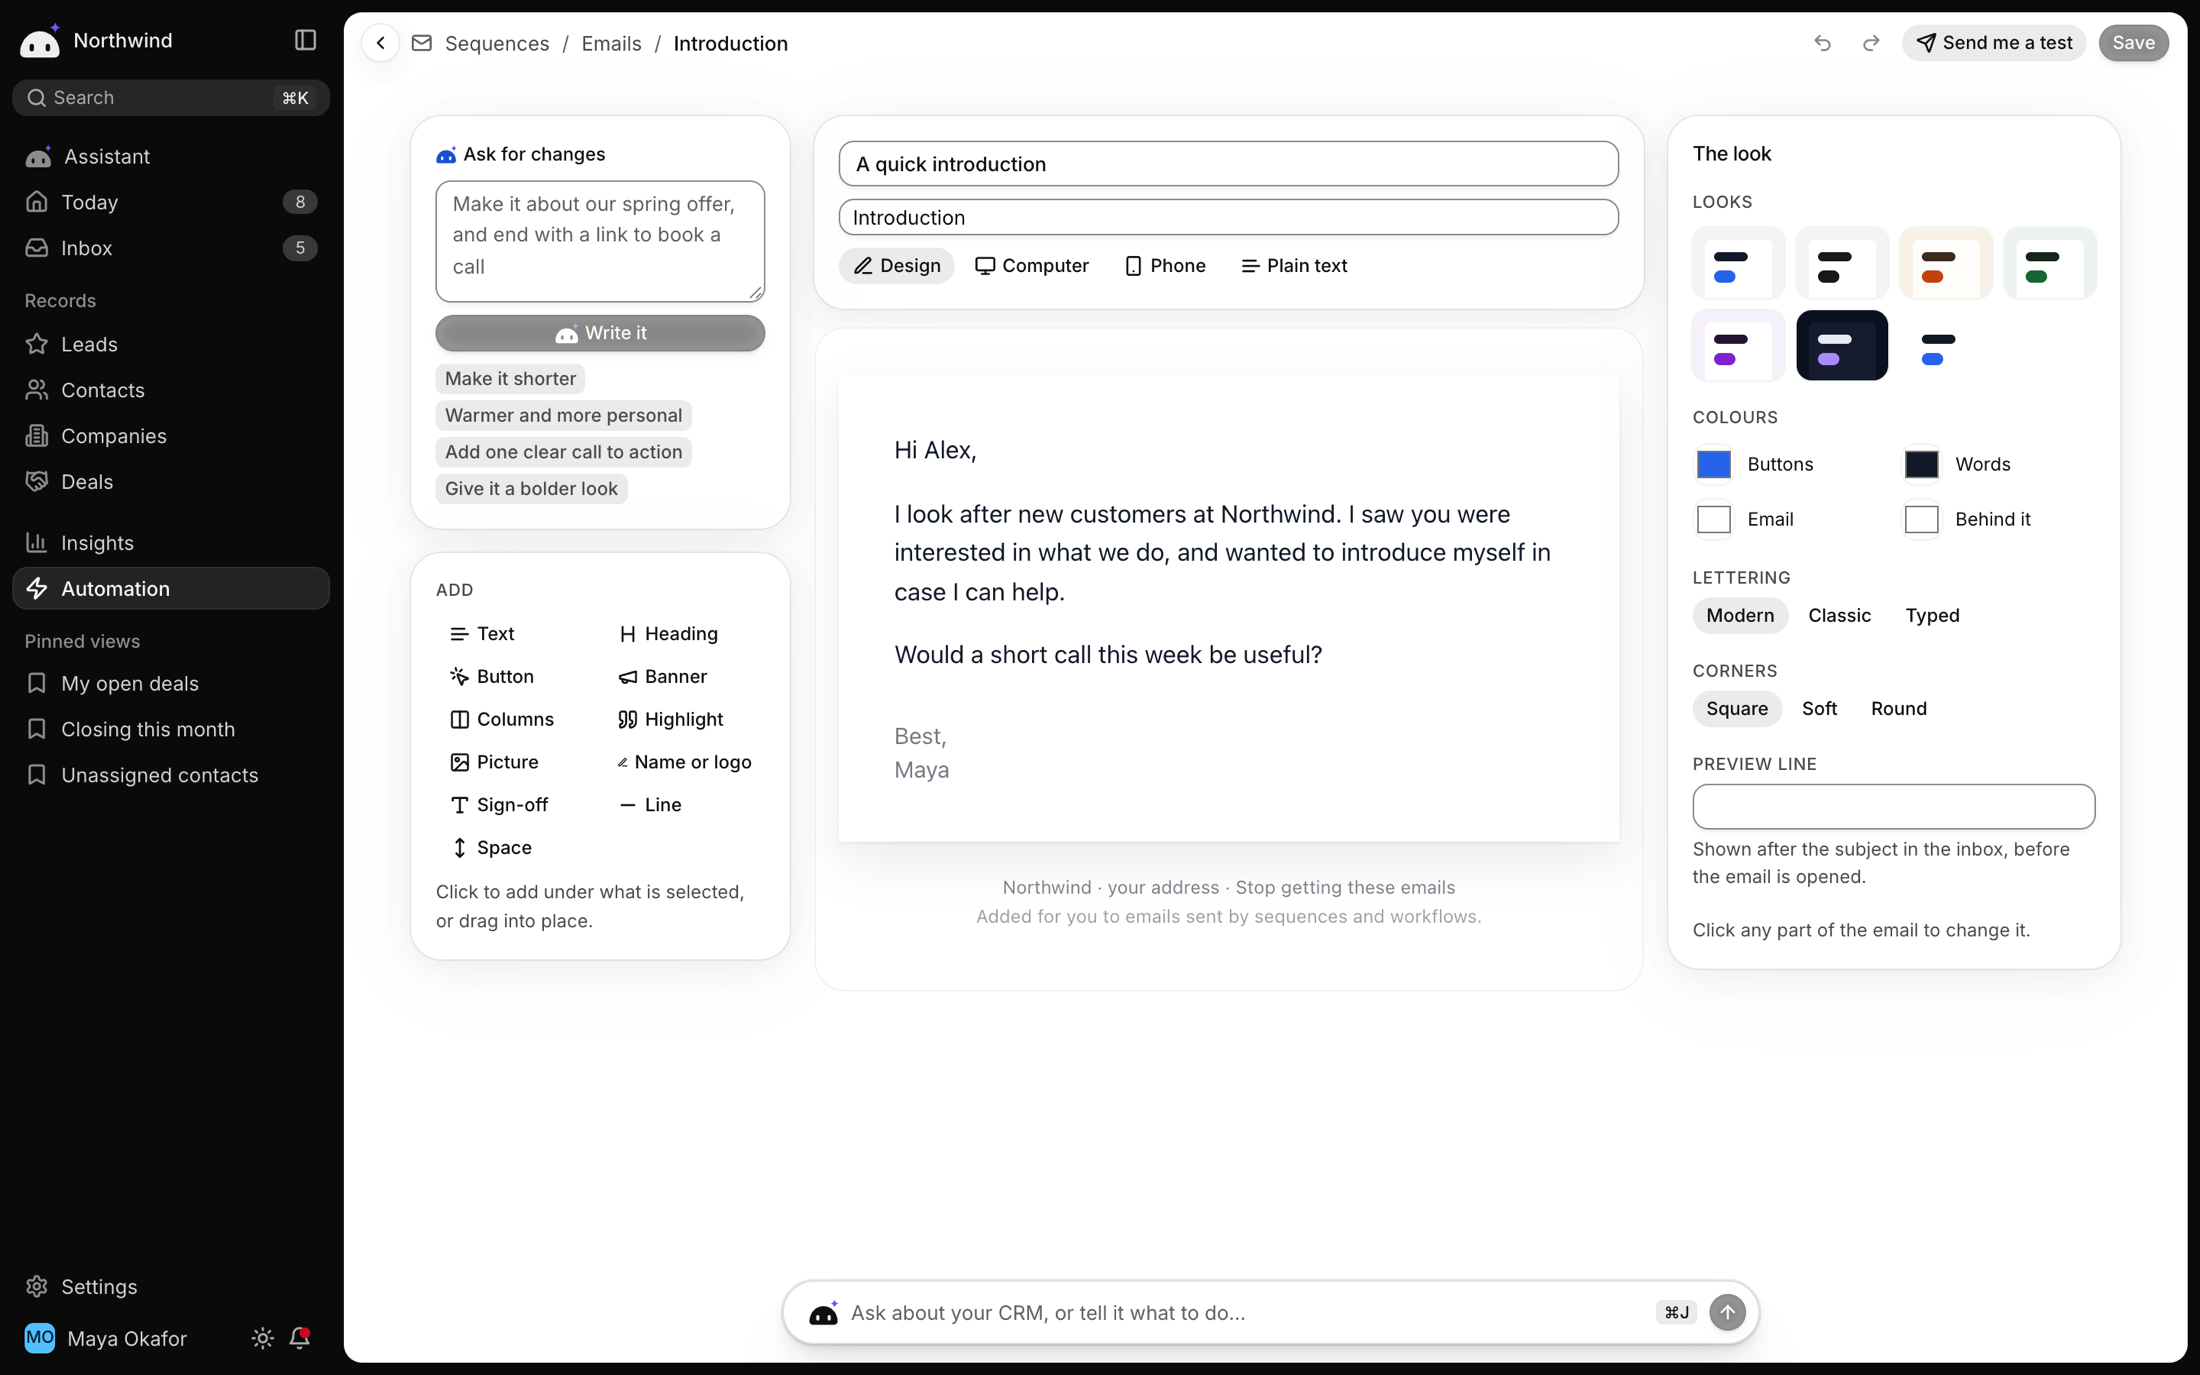 Northwind
Search
⌘K
Assistant
Today
8
Inbox
5
Records
Leads
Contacts
Companies
Deals
Insights
Automation
Pinned views
My open deals
Closing this month
Unassigned contacts
Settings
MO
Maya Okafor
Sequences / Emails / Introduction
Send me a test
Save
Ask for changes
Make it about our spring offer,
and end with a link to book a
call
Write it
Make it shorter
Warmer and more personal
Add one clear call to action
Give it a bolder look
ADD
Text
Heading
Button
Banner
Columns
Highlight
Picture
Name or logo
Sign-off
Line
Space
Click to add under what is selected,
or drag into place.
A quick introduction
Introduction
Design
Computer
Phone
Plain text
Hi Alex,
I look after new customers at Northwind. I saw you were
interested in what we do, and wanted to introduce myself in
case I can help.
Would a short call this week be useful?
Best,
Maya
Northwind · your address · Stop getting these emails
Added for you to emails sent by sequences and workflows.
The look
LOOKS
COLOURS
Buttons
Words
Email
Behind it
LETTERING
Modern
Classic
Typed
CORNERS
Square
Soft
Round
PREVIEW LINE
Shown after the subject in the inbox, before
the email is opened.
Click any part of the email to change it.
Ask about your CRM, or tell it what to do...
⌘J